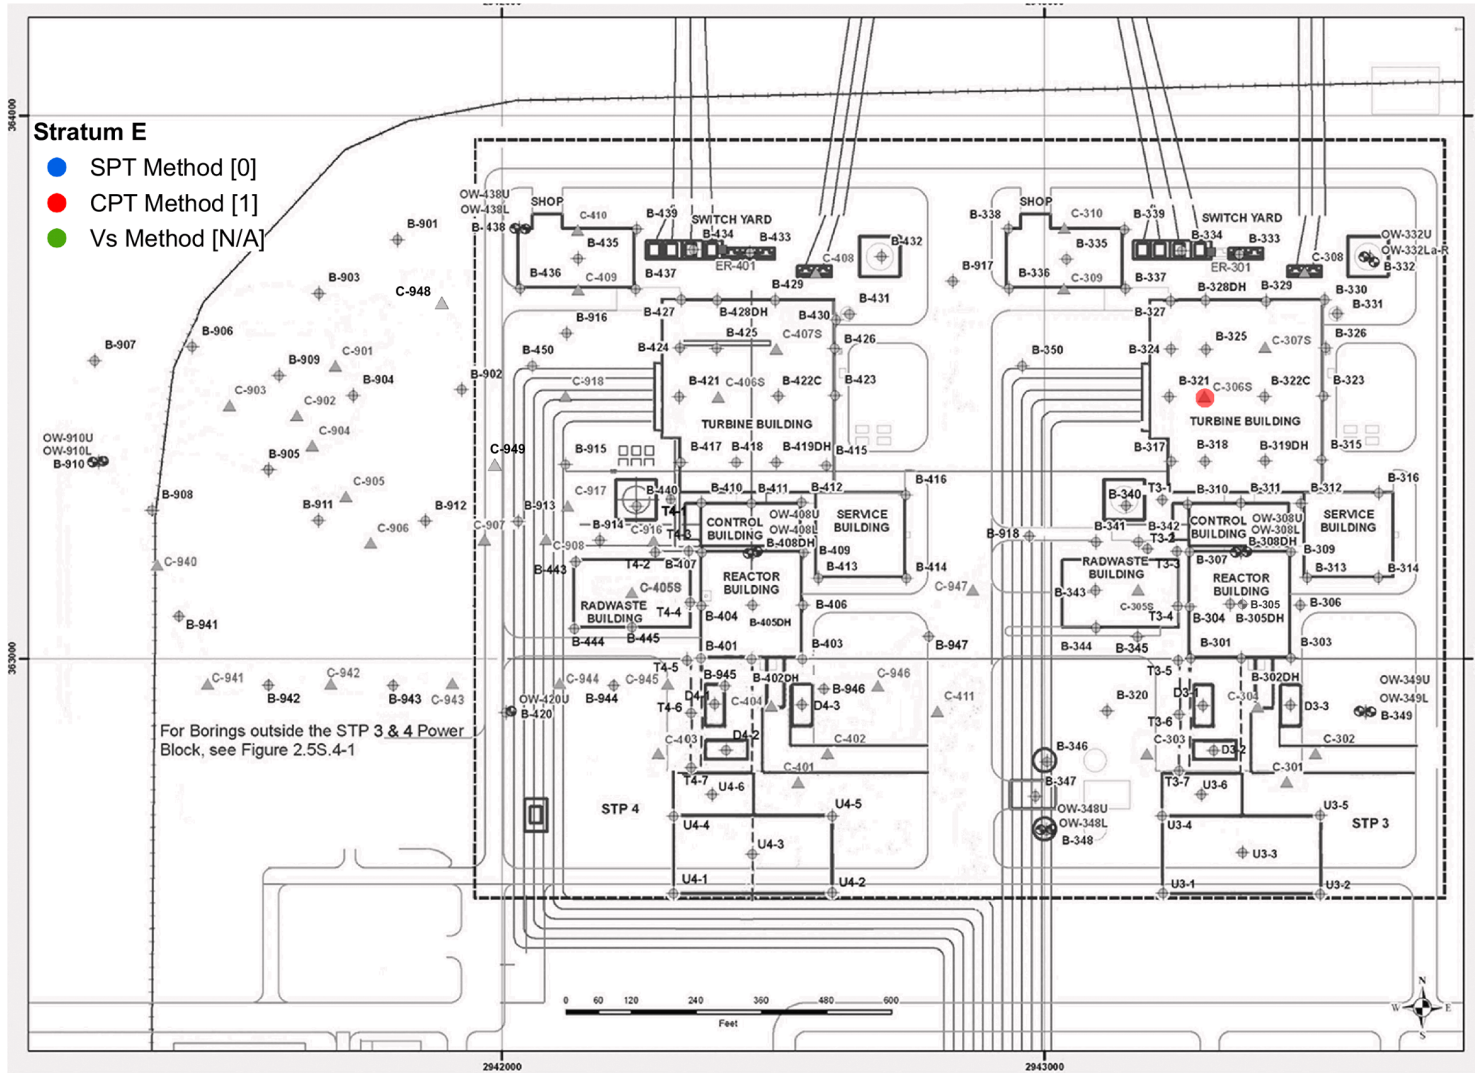 2942000
2943000
364000
Stratum E
SPT Method [0]
CPT Method [1]
Vs Method [N/A]
OW-438U
OW-438L
B-438
SHOP
C-410
B-439
SWITCH YARD
B-434
B-433
B-432
B-435
ER-401
C-408
B-436
C-409
B-437
B-429
B-338
SHOP
C-310
B-339
SWITCH YARD
B-334
B-333
OW-332U
OW-332La-R
B-332
B-335
ER-301
C-308
B-336
C-309
B-337
B-917
B-901
B-903
C-948
B-906
B-907
B-909
C-901
B-902
B-904
C-903
C-902
C-904
OW-910U
OW-910L
B-910
B-905
C-949
B-908
C-905
B-911
B-912
C-906
C-907
C-940
B-941
B-916
B-427
B-428DH
B-430
B-431
B-425
B-450
B-424
C-407S
B-426
C-918
B-421
C-406S
B-422C
B-423
TURBINE BUILDING
B-915
B-417
B-418
B-419DH
B-415
B-327
B-328DH
B-329
B-330
B-331
B-325
B-326
B-350
B-324
C-307S
B-321
C-306S
B-322C
B-323
TURBINE BUILDING
B-317
B-318
B-319DH
B-315
C-917
B-440
B-410
B-411
B-412
B-416
B-913
T4-1
B-914
C-916
T4-3
CONTROL
BUILDING
OW-408U
OW-408L
B-408DH
SERVICE
BUILDING
C-908
T4-2
B-407
B-409
B-443
B-413
B-414
REACTOR
BUILDING
C-405S
RADWASTE
BUILDING
T4-4
B-404
B-405DH
B-406
B-444
B-445
B-401
B-403
C-947
B-947
B-340
T3-1
B-310
B-311
B-312
B-316
B-918
B-341
B-342
T3-2
CONTROL
BUILDING
OW-308U
OW-308L
B-308DH
SERVICE
BUILDING
RADWASTE
BUILDING
T3-3
B-307
B-309
B-313
B-314
REACTOR
BUILDING
B-343
C-305S
T3-4
B-304
B-305
B-305DH
B-306
B-344
B-345
B-301
B-303
363000
C-941
B-942
C-942
B-943
C-943
C-944
B-944
C-945
T4-5
B-945
B-402DH
C-946
B-946
OW-420U
B-420
D4-1
T4-6
C-404
D4-3
C-411
D4-2
C-403
C-402
T4-7
C-401
U4-6
T3-5
B-302DH
B-320
D3-1
C-304
D3-3
OW-349U
OW-349L
B-349
T3-6
B-346
C-303
D3-2
C-302
T3-7
C-301
B-347
U3-6
For Borings outside the STP 3 & 4 Power
Block, see Figure 2.5S.4-1
STP 4
U4-4
U4-5
U4-3
U4-1
U4-2
OW-348U
OW-348L
B-348
U3-4
U3-5
STP 3
U3-3
U3-1
U3-2
0 60 120 240 360 480 600
Feet
N
W E
S
2942000
2943000